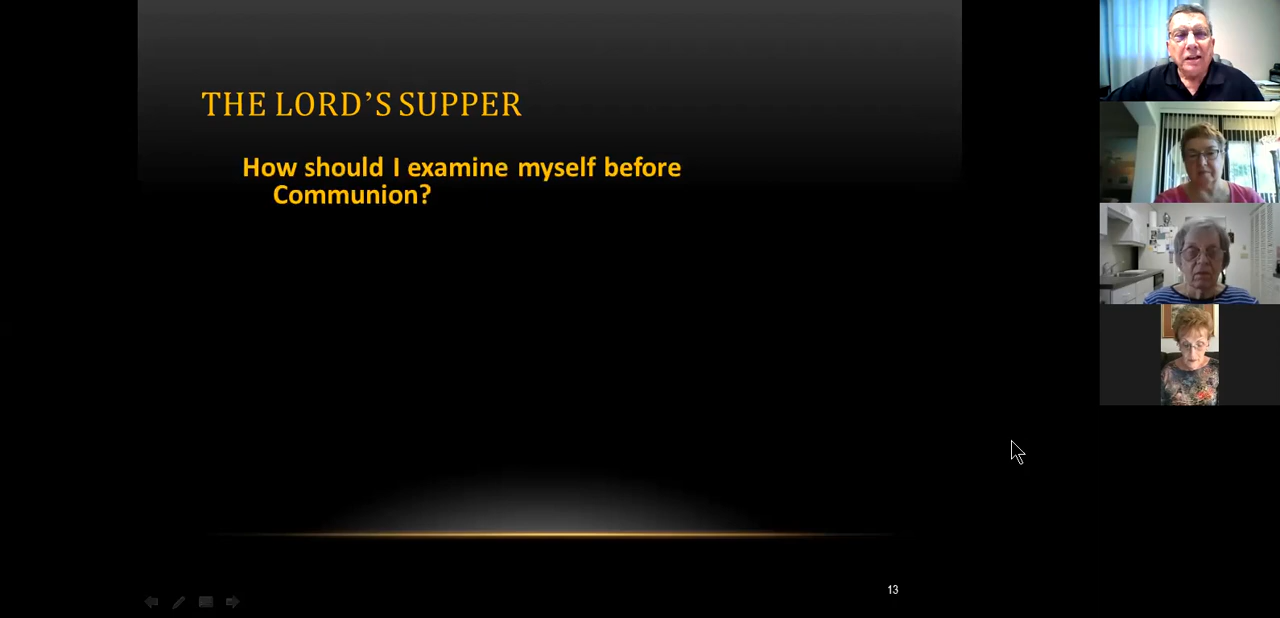 THE LORD’S SUPPER
How should I examine myself before
Communion?
13